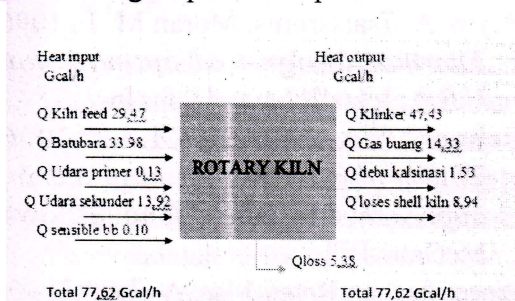 Heat input
Gcal/h
Heat output
Gcal/h
Q Kiln feed 29,47
Q Batubara 33.98
Q Udara primer 0,13
Q Udara sekunder 13,92
Q sensible bb 0.10
ROTARY KILN
Q Klinker 47,43
Q Gas buang 14,33
Q debu kalsinasi 1,53
Q loses shell kiln 8,94
Qloss 5,38
Total 77,62 Gcal/h
Total 77,62 Gcal/h